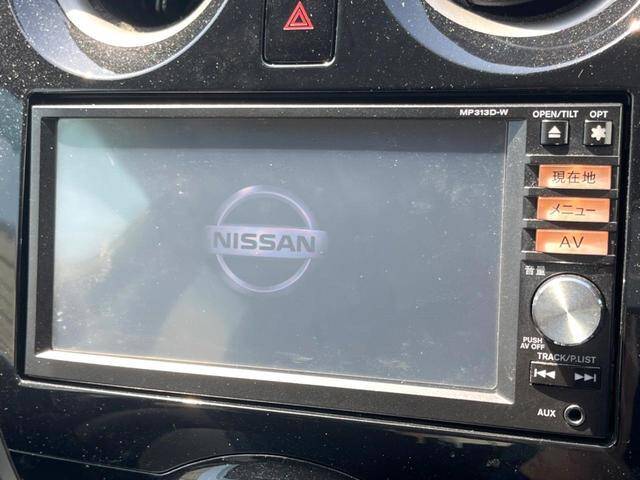 MP313D-W
OPEN/TILT OPT
現在地
メニュー
AV
NISSAN
音量
PUSH
AV OFF
TRACK/P.LIST
AUX